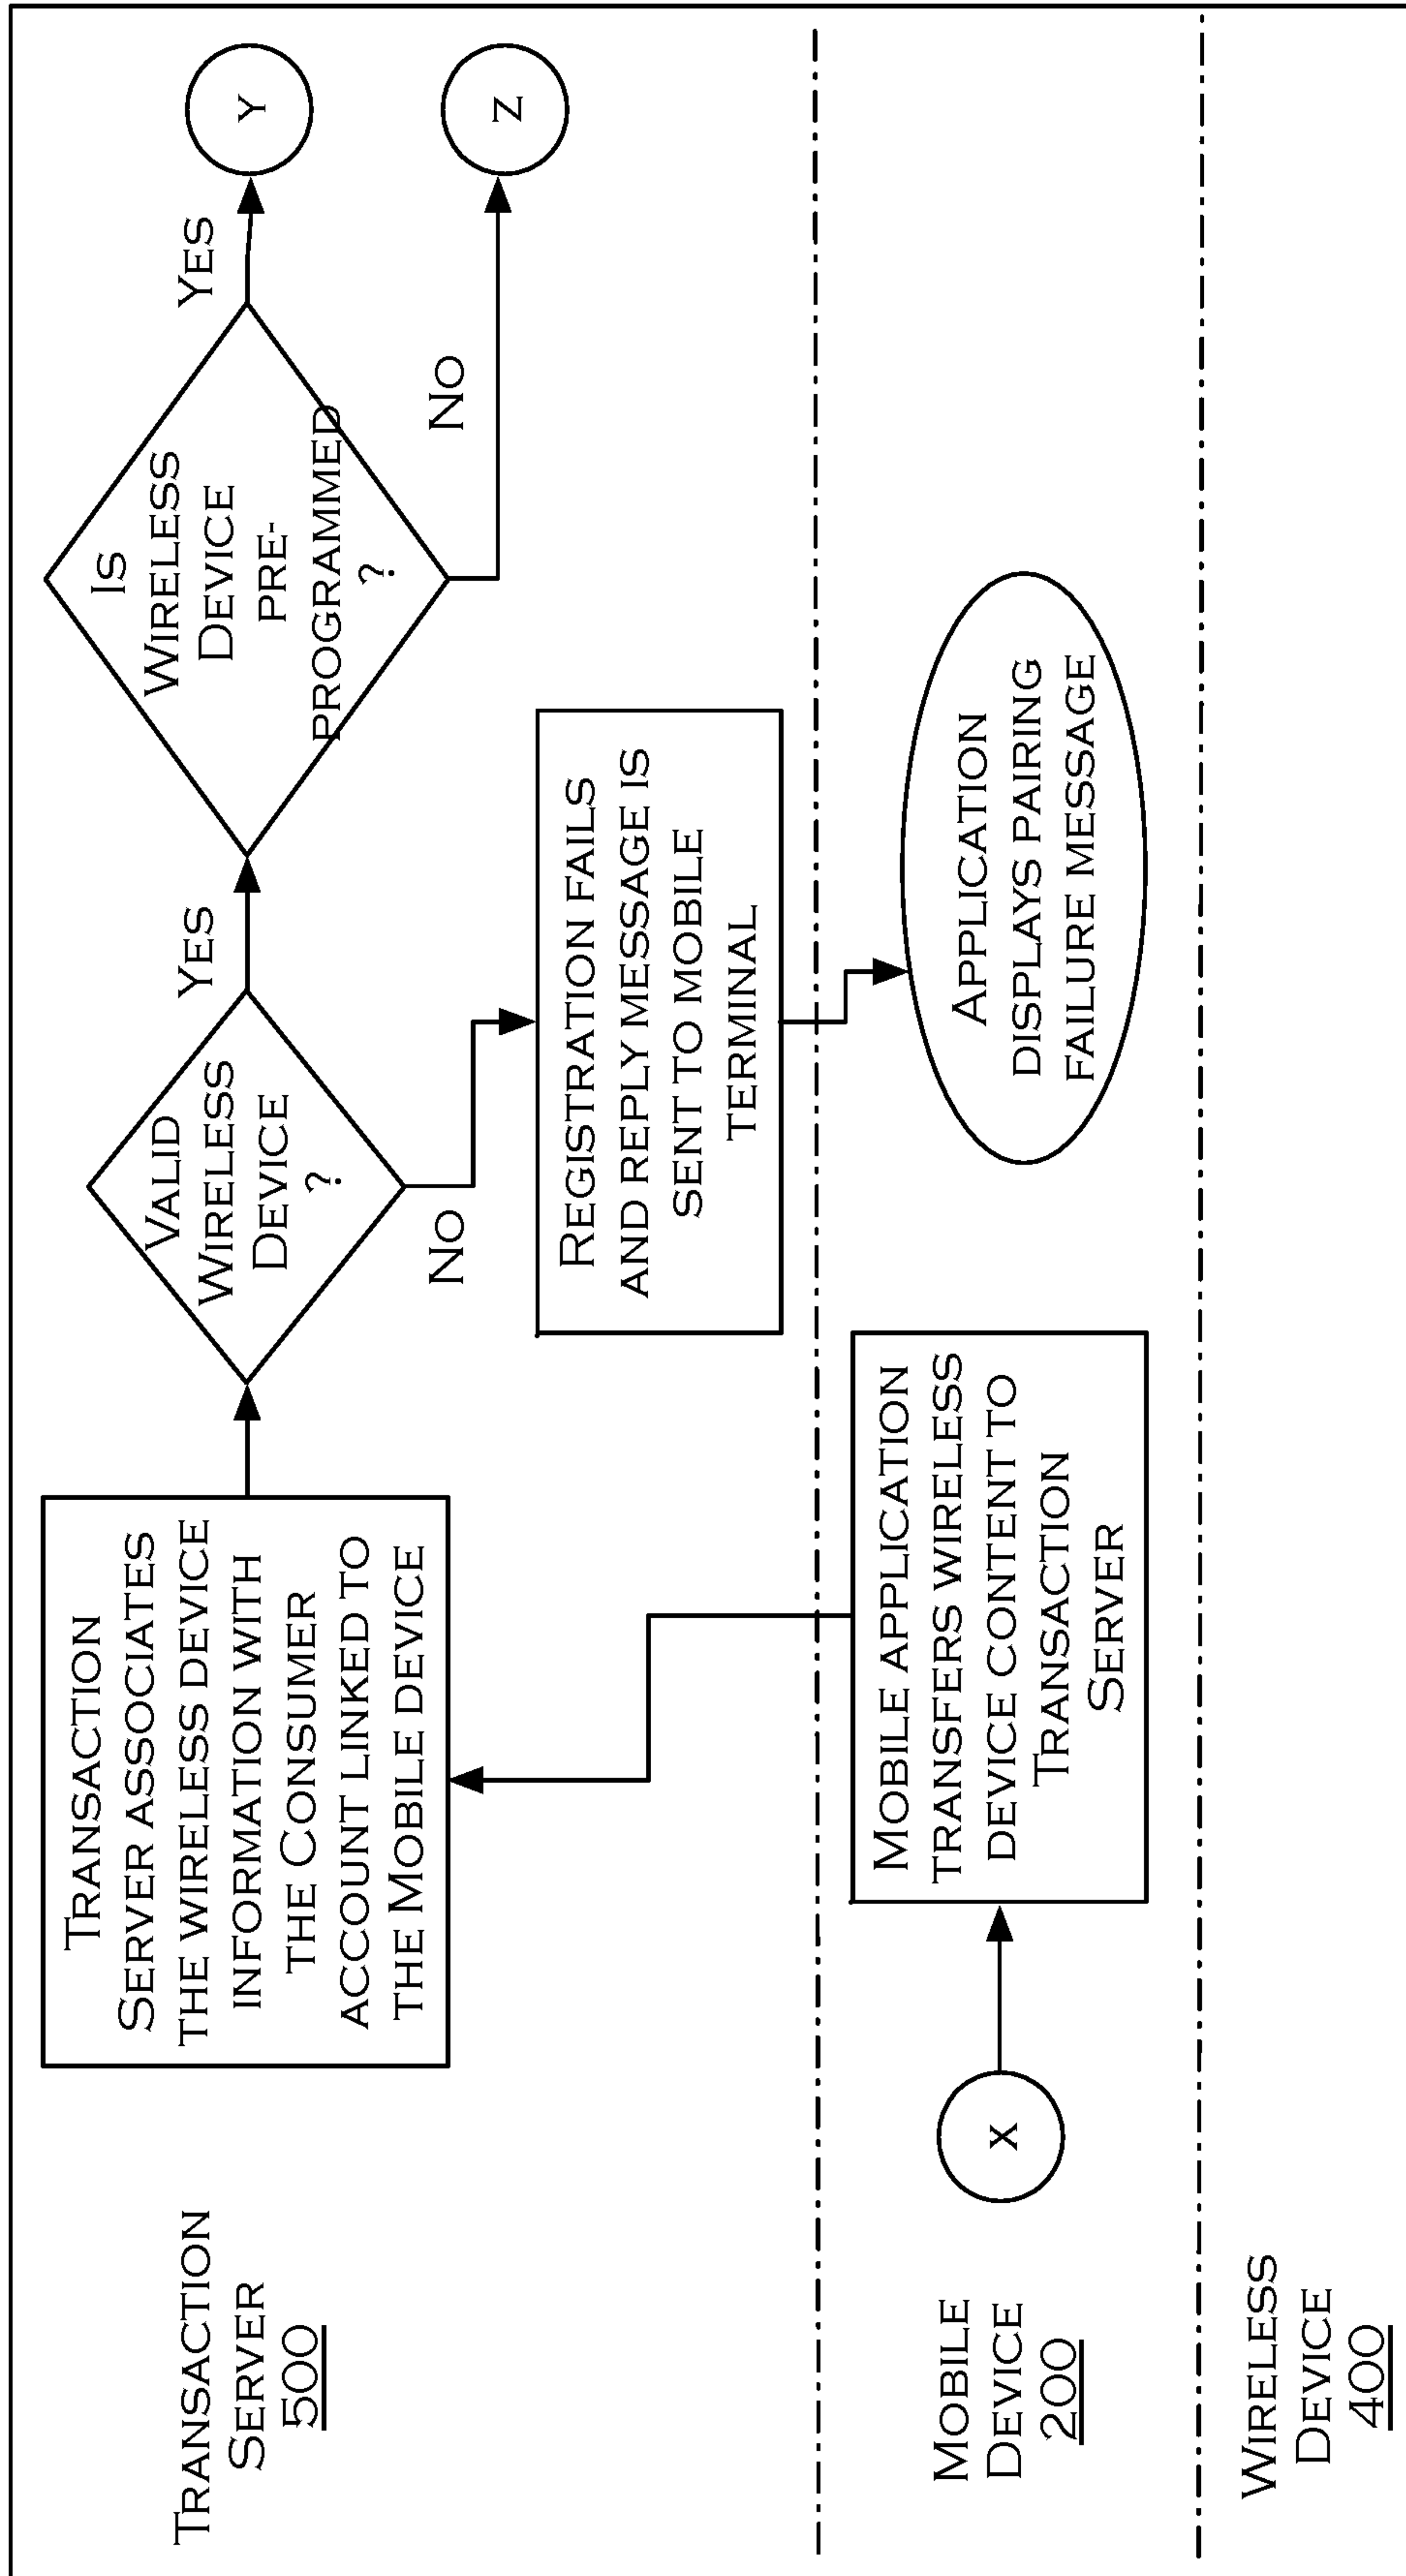 TRANSACTION
SERVER
500
TRANSACTION
SERVER ASSOCIATES
THE WIRELESS DEVICE
INFORMATION WITH
THE CONSUMER
ACCOUNT LINKED TO
THE MOBILE DEVICE
VALID
WIRELESS
DEVICE
?
YES
NO
IS
WIRELESS
DEVICE
PRE-
PROGRAMMED
?
YES
NO
Y
Z
REGISTRATION FAILS
AND REPLY MESSAGE IS
SENT TO MOBILE
TERMINAL
MOBILE
DEVICE
200
X
MOBILE APPLICATION
TRANSFERS WIRELESS
DEVICE CONTENT TO
TRANSACTION
SERVER
APPLICATION
DISPLAYS PAIRING
FAILURE MESSAGE
WIRELESS
DEVICE
400